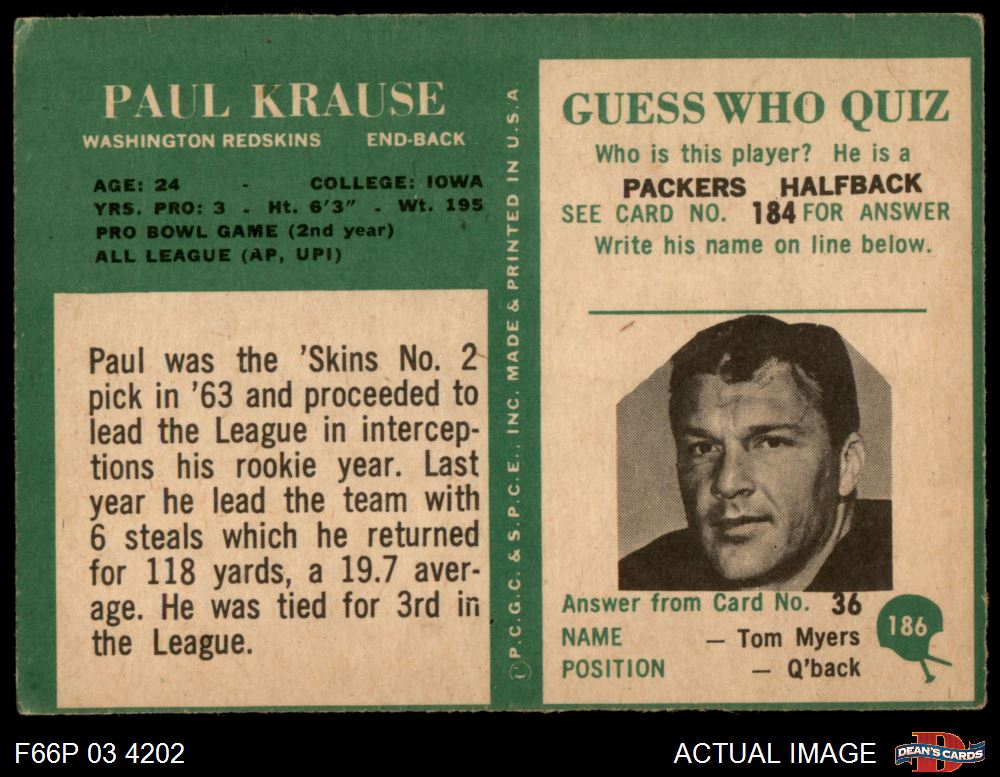 PAUL KRAUSE
WASHINGTON REDSKINS END-BACK
AGE: 24 - COLLEGE: IOWA
YRS. PRO: 3 - Ht. 6'3" - Wt. 195
PRO BOWL GAME (2nd year)
ALL LEAGUE (AP, UPI)
Paul was the 'Skins No. 2
pick in '63 and proceeded to
lead the League in intercep-
tions his rookie year. Last
year he lead the team with
6 steals which he returned
for 118 yards, a 19.7 aver-
age. He was tied for 3rd in
the League.
© P.C.G.C. & S.P.C.E., INC. MADE & PRINTED IN U.S.A.
GUESS WHO QUIZ
Who is this player? He is a
PACKERS HALFBACK
SEE CARD NO. 184 FOR ANSWER
Write his name on line below.
Answer from Card No. 36
NAME — Tom Myers
POSITION — Q'back
186
F66P 03 4202
ACTUAL IMAGE
D
DEAN'S CARDS